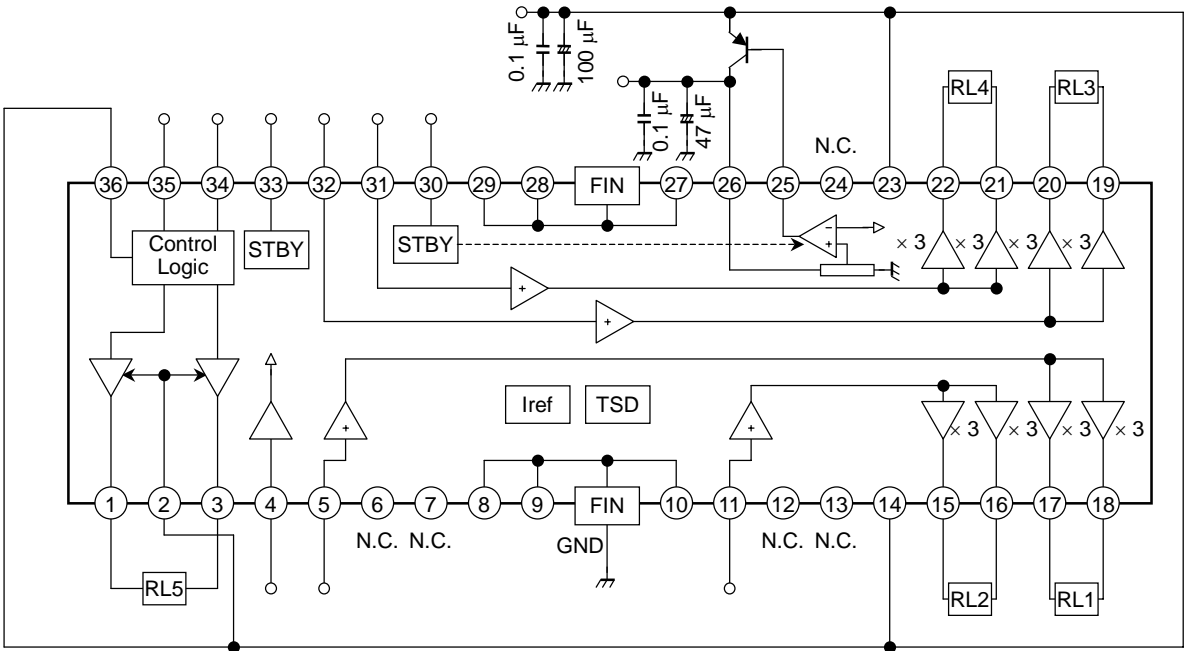 0.1 μF
100 μF
0.1 μF
47 μF
RL4
RL3
N.C.
36
35
34
33
32
31
30
29
28
FIN
27
26
25
24
23
22
21
20
19
Control
Logic
STBY
STBY
−
+
× 3
× 3
× 3
× 3
+
+
Iref
TSD
+
+
× 3
× 3
× 3
× 3
1
2
3
4
5
6
7
8
9
FIN
10
11
12
13
14
15
16
17
18
N.C.
N.C.
GND
N.C.
N.C.
RL5
RL2
RL1